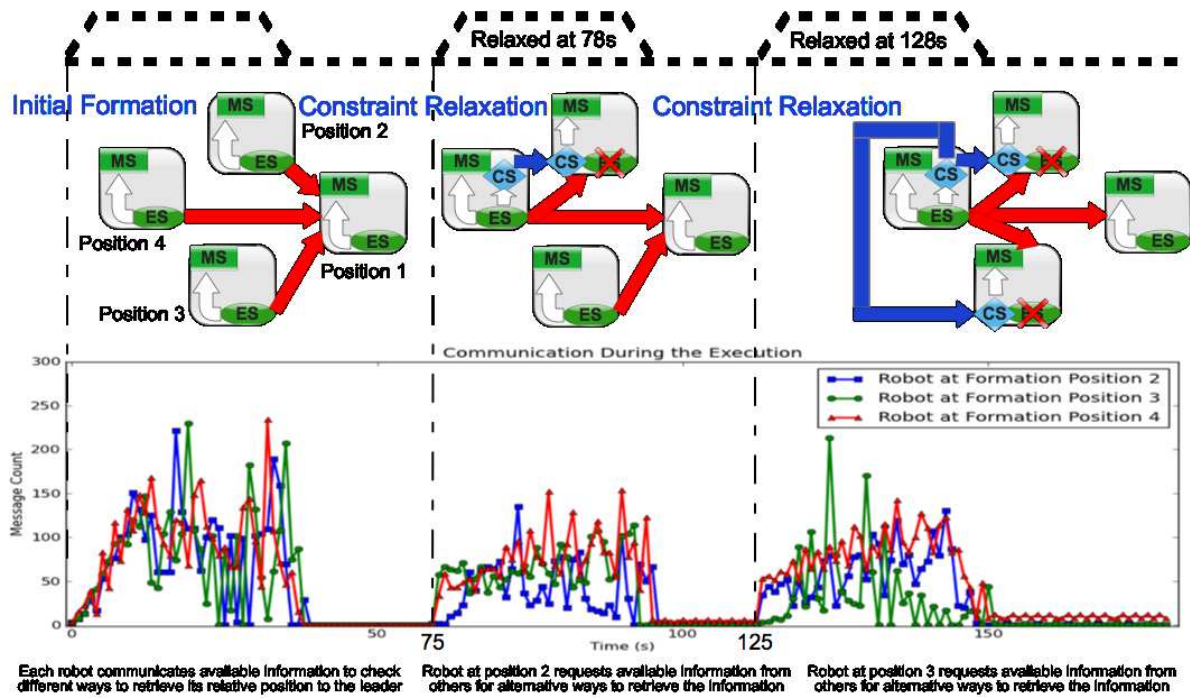 Relaxed at 78s
Relaxed at 128s
Initial Formation
Constraint Relaxation
Constraint Relaxation
MS
ES
Position 2
MS
ES
Position 4
MS
ES
Position 1
MS
ES
Position 3
MS
CS
ES
MS
CS
ES
MS
ES
MS
ES
MS
CS
ES
MS
CS
ES
MS
ES
MS
CS
ES
Communication During the Execution
Message Count
300
250
200
150
100
50
0
Robot at Formation Position 2
Robot at Formation Position 3
Robot at Formation Position 4
0
50
75
100
125
150
Time (s)
Each robot communicates available information to check
different ways to retrieve its relative position to the leader
Robot at position 2 requests available information from
others for alternative ways to retrieve the information
Robot at position 3 requests available information from
others for alternative ways to retrieve the information